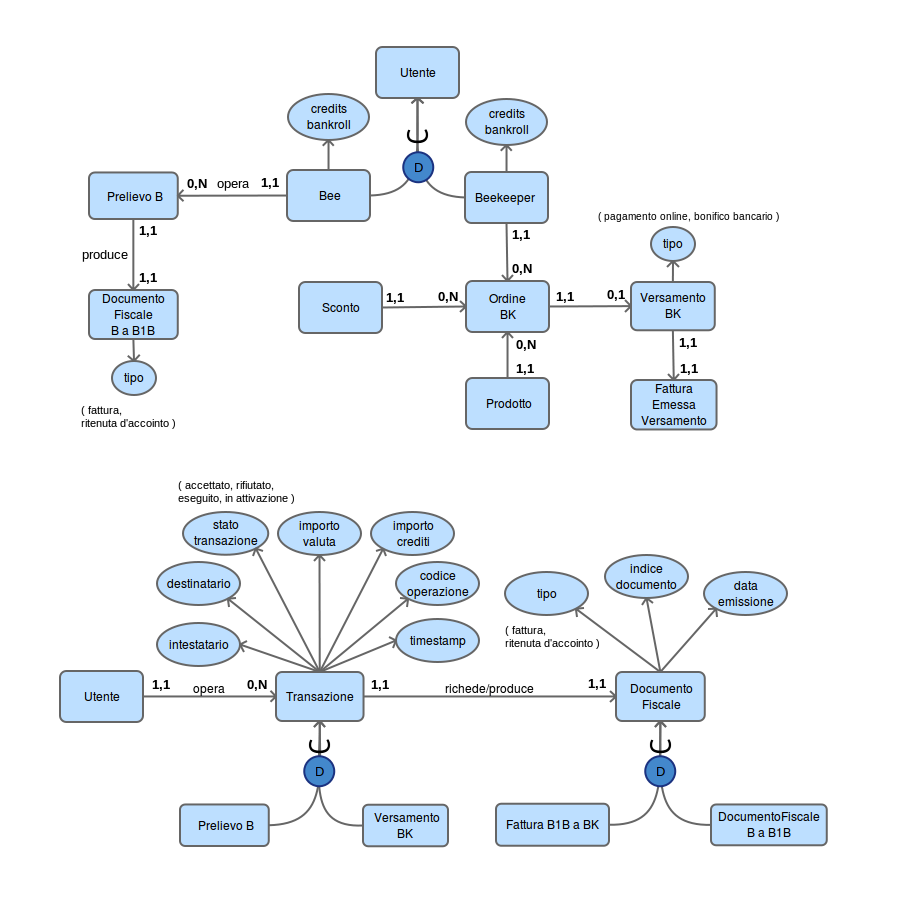 Utente
credits
bankroll
credits
bankroll
D
Prelievo B
0,N
opera
1,1
Bee
Beekeeper
( pagamento online, bonifico bancario )
tipo
1,1
produce
1,1
1,1
0,N
Documento
Fiscale
B a B1B
Sconto
1,1
0,N
Ordine
BK
1,1
0,1
Versamento
BK
0,N
1,1
1,1
1,1
tipo
( fattura,
ritenuta d'accointo )
Prodotto
Fattura
Emessa
Versamento
( accettato, rifiutato,
eseguito, in attivazione )
stato
transazione
importo
valuta
importo
crediti
destinatario
codice
operazione
intestatario
timestamp
tipo
indice
documento
data
emissione
( fattura,
ritenuta d'accointo )
Utente
1,1
opera
0,N
Transazione
1,1
richede/produce
1,1
Documento
Fiscale
D
D
Prelievo B
Versamento
BK
Fattura B1B a BK
DocumentoFiscale
B a B1B